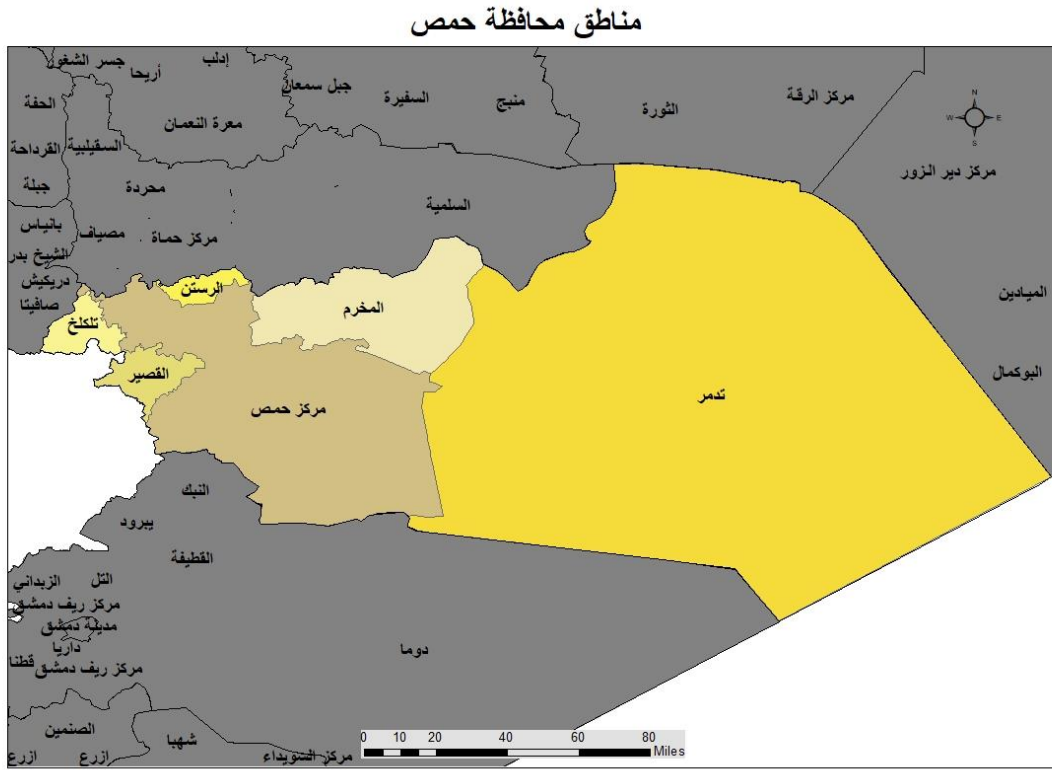 مناطق محافظة حمص
جسر الشغور
إدلب
أريحا
جبل سمعان
السفيرة
منبج
الثورة
مركز الرقة
الحفة
معرة النعمان
N
W
E
S
القرداحة
السقيلبية
مركز دير الزور
جبلة
محردة
السلمية
بانياس
مصياف
مركز حماة
الشيخ بدر
دريكيش
الرستن
صافيتا
المخرم
الميادين
تلكلخ
القصير
البوكمال
مركز حمص
تدمر
النبك
يبرود
القطيفة
الزبداني
التل
مركز ريف دمشق
مدينة دمشق
داريا
قطنا
مركز ريف دمشق
دوما
الصنمين
شهبا
ازرع
ازرع
مركز السويداء
0 10 20 40 60 80
Miles